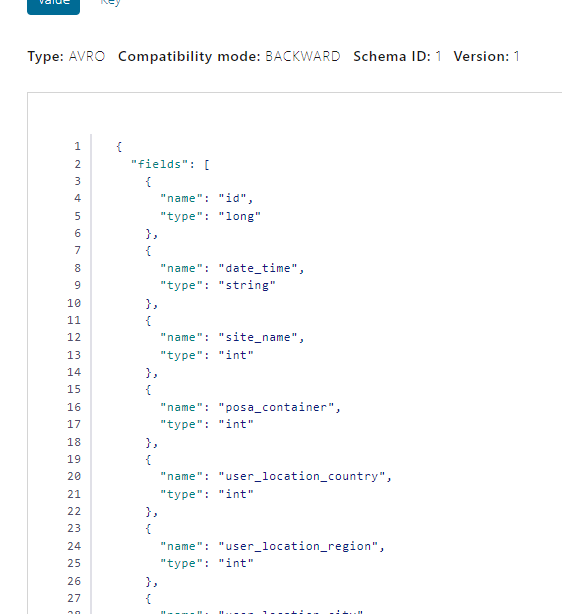 Value Key
Type: AVRO Compatibility mode: BACKWARD Schema ID: 1 Version: 1
1 {
2 "fields": [
3 {
4 "name": "id",
5 "type": "long"
6 },
7 {
8 "name": "date_time",
9 "type": "string"
10 },
11 {
12 "name": "site_name",
13 "type": "int"
14 },
15 {
16 "name": "posa_container",
17 "type": "int"
18 },
19 {
20 "name": "user_location_country",
21 "type": "int"
22 },
23 {
24 "name": "user_location_region",
25 "type": "int"
26 },
27 {
28 "name": "user_location_city"